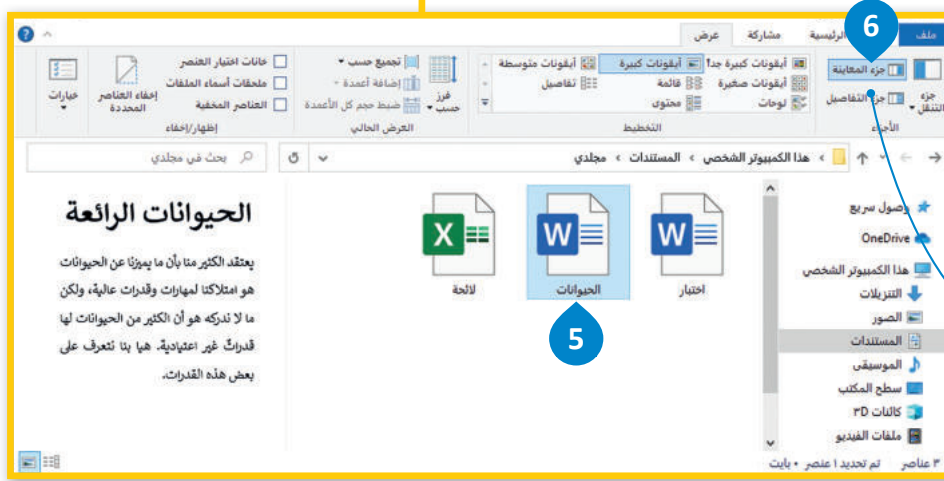 6
ملف
الرئيسية
مشاركة
عرض
جزء التنقل
جزء المعاينة
جزء التفاصيل
الأجزاء
أيقونات كبيرة جدا
أيقونات كبيرة
أيقونات متوسطة
أيقونات صغيرة
قائمة
تفاصيل
لوحات
محتوى
التخطيط
فرز حسب
تجميع حسب
إضافة أعمدة
ضبط حجم كل الأعمدة
العرض الحالي
خانات اختيار العنصر
ملحقات أسماء الملفات
العناصر المخفية
إخفاء العناصر المحددة
إظهار/إخفاء
خيارات
هذا الكمبيوتر الشخصي › المستندات › مجلدي
بحث في مجلدي
وصول سريع
OneDrive
هذا الكمبيوتر الشخصي
التنزيلات
الصور
المستندات
الموسيقى
سطح المكتب
كائنات ٣D
ملفات الفيديو
W
اختبار
W
الحيوانات
X
لائحة
5
الحيوانات الرائعة
يعتقد الكثير منا بأن ما يميزنا عن الحيوانات
هو امتلاكنا لمهارات وقدرات عالية، ولكن
ما لا ندركه هو أن الكثير من الحيوانات لها
قدراتٌ غير اعتيادية. هيا بنا نتعرف على
بعض هذه القدرات.
٣ عناصر تم تحديد ١ عنصر ٠ بايت